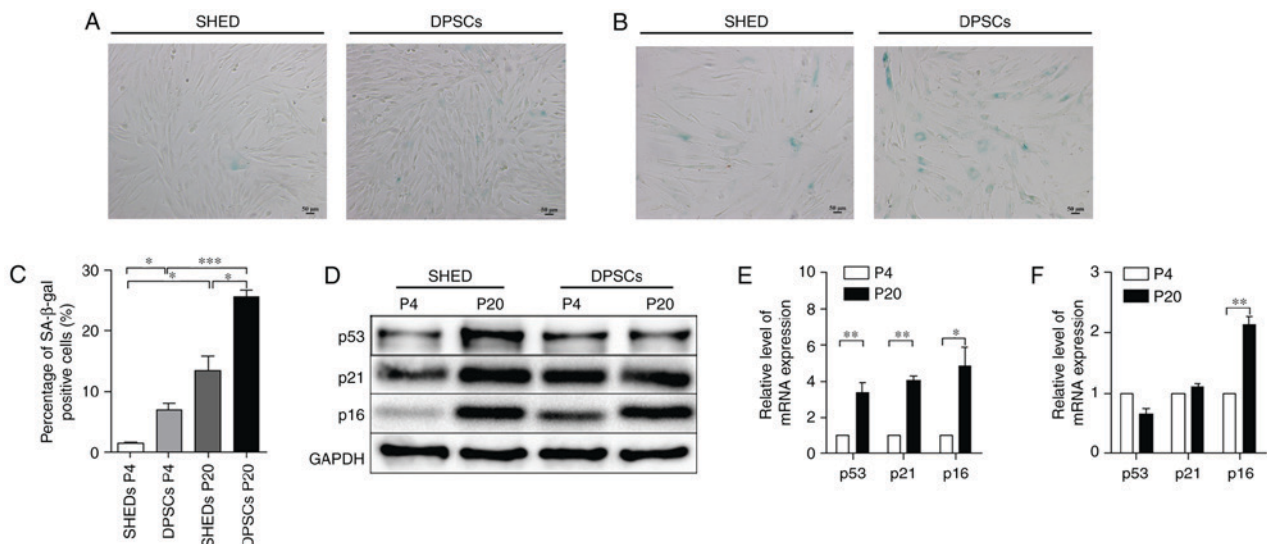 A
SHED
DPSCs
50 μm
50 μm
B
SHED
DPSCs
50 μm
50 μm
C
Percentage of SA-β-gal
positive cells (%)
30
20
10
0
* ***
* *
SHEDs P4
DPSCs P4
SHEDs P20
DPSCs P20
D
SHED DPSCs
P4 P20 P4 P20
p53
p21
p16
GAPDH
E
Relative level of
mRNA expression
10
8
6
4
2
0
P4
P20
** ** *
p53 p21 p16
F
Relative level of
mRNA expression
3
2
1
0
P4
P20
**
p53 p21 p16